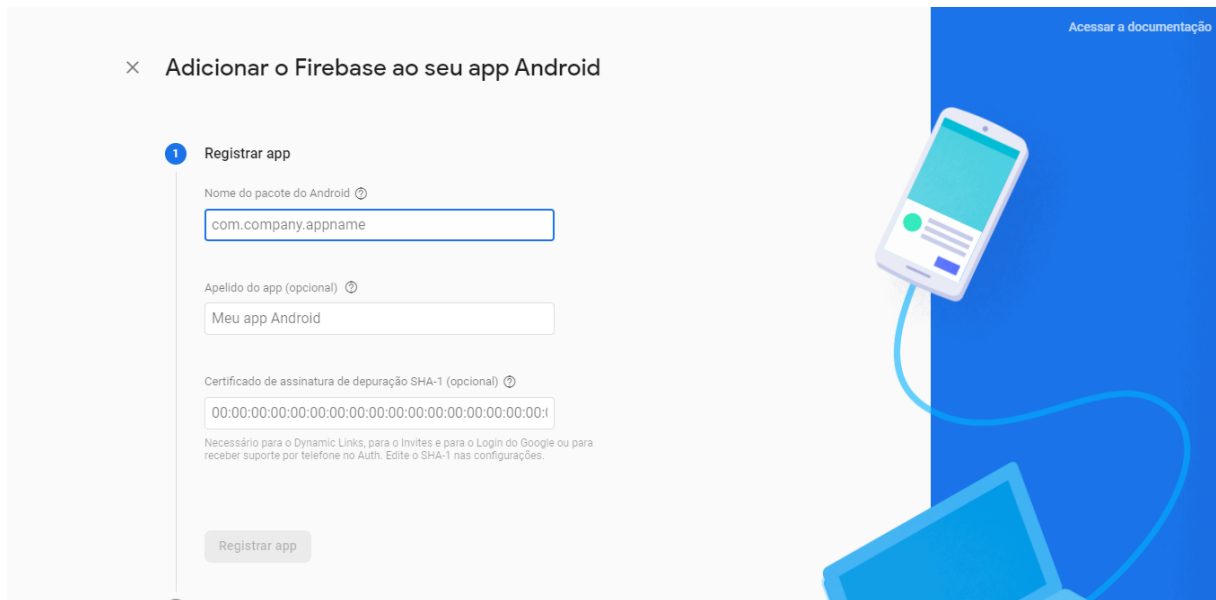 Acessar a documentação
Adicionar o Firebase ao seu app Android
1 Registrar app
Nome do pacote do Android
com.company.appname
Apelido do app (opcional)
Meu app Android
Certificado de assinatura de depuração SHA-1 (opcional)
00:00:00:00:00:00:00:00:00:00:00:00:00:00:00:00:00:
Necessário para o Dynamic Links, para o Invites e para o Login do Google ou para
receber suporte por telefone no Auth. Edite o SHA-1 nas configurações.
Registrar app